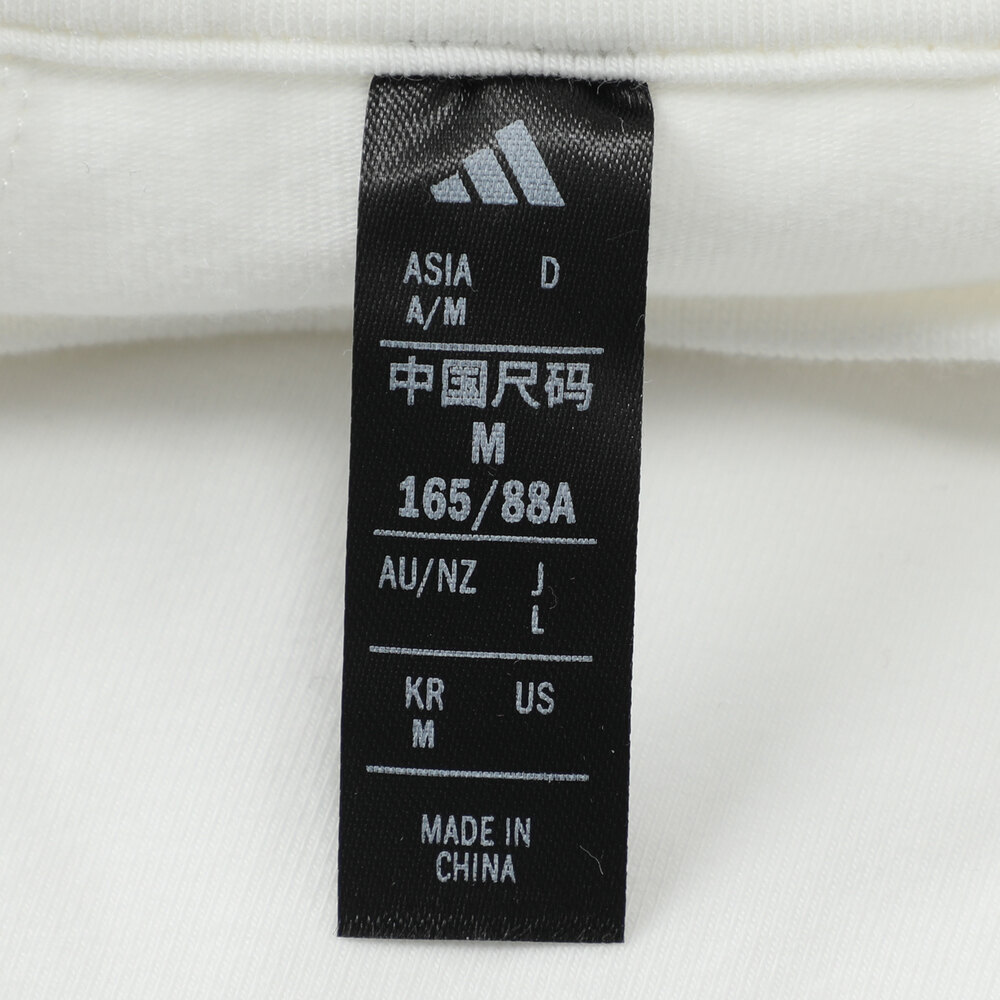 ASIA D
A/M
中国尺码
M
165/88A
AU/NZ J
L
KR US
M
MADE IN
CHINA